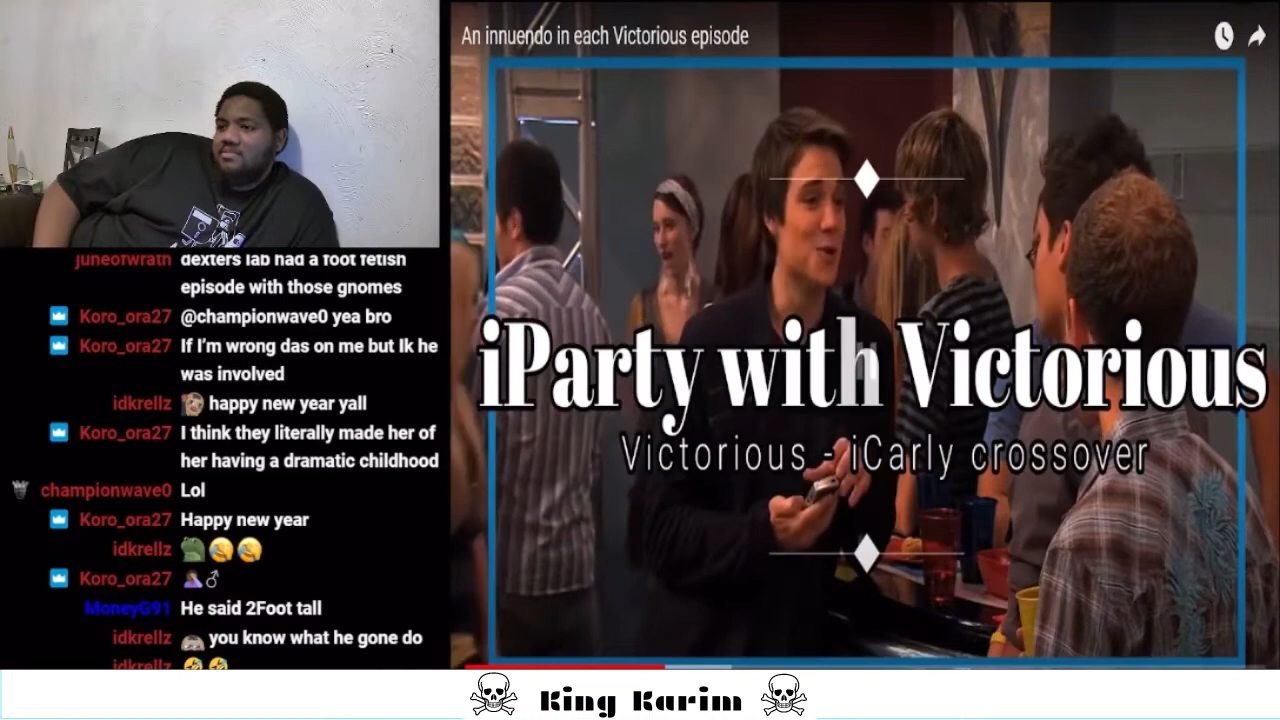 An innuendo in each Victorious episode
juneofwrath dexters lab had a foot fetish
episode with those gnomes
Koro_ora27 @championwave0 yea bro
Koro_ora27 If I'm wrong das on me but Ik he
was involved
idkrellz happy new year yall
Koro_ora27 I think they literally made her of
her having a dramatic childhood
championwave0 Lol
Koro_ora27 Happy new year
idkrellz
Koro_ora27
MoneyG91 He said 2Foot tall
idkrellz you know what he gone do
idkrellz
iParty with Victorious
Victorious - iCarly crossover
King Karim